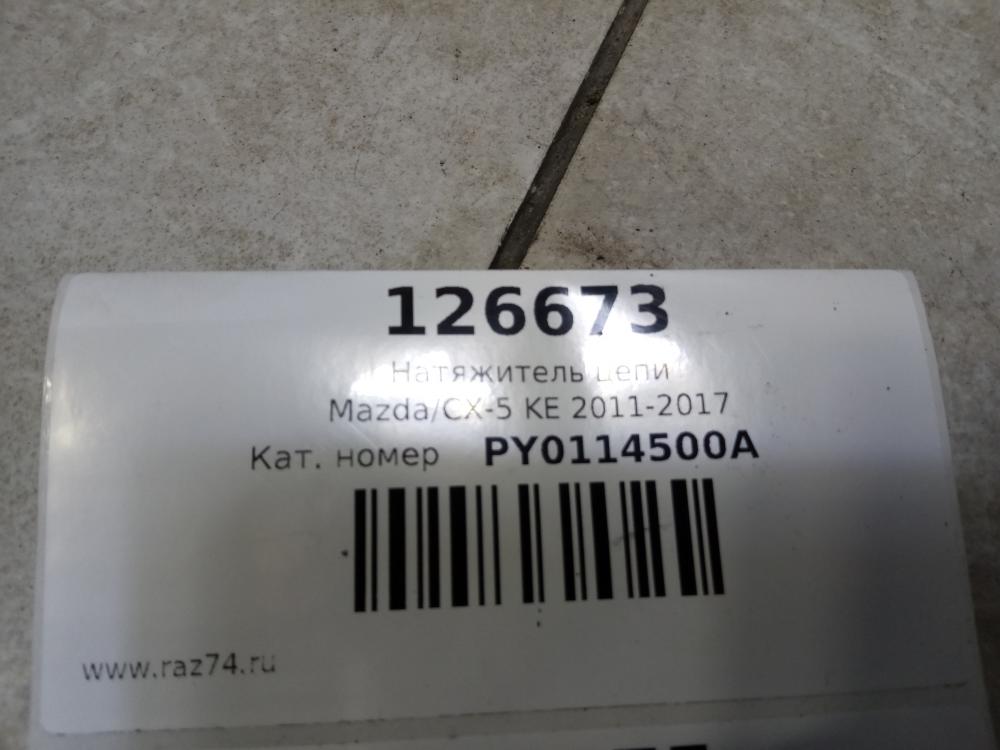 126673
Натяжитель цепи
Mazda/CX-5 KE 2011-2017
Кат. номер PY0114500A
www.raz74.ru